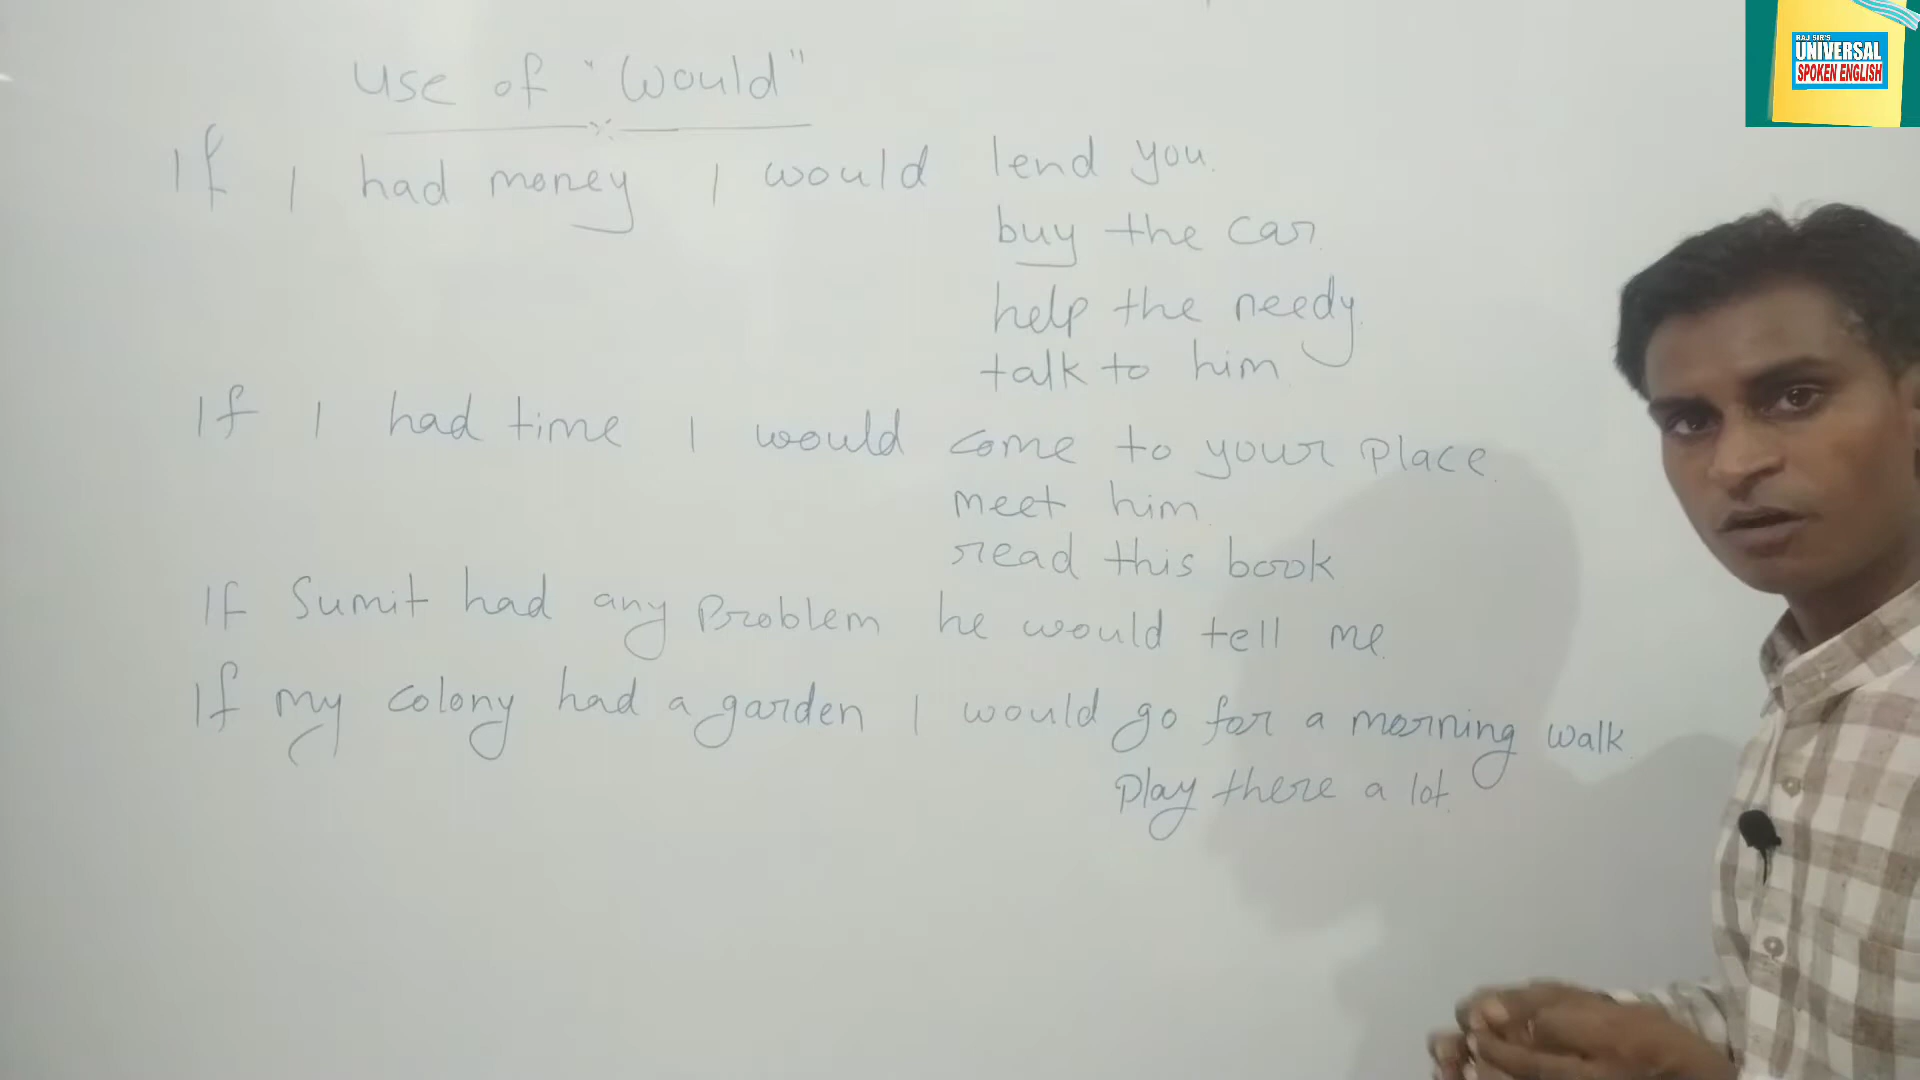 Use of "Would"
If I had money I would lend you.
buy the car.
help the needy.
talk to him.
If I had time I would come to your place.
meet him.
read this book
If Sumit had any Problem he would tell me.
If my colony had a garden I would go for a morning walk.
Play there a lot.
RAJ SIR'S
UNIVERSAL
SPOKEN ENGLISH